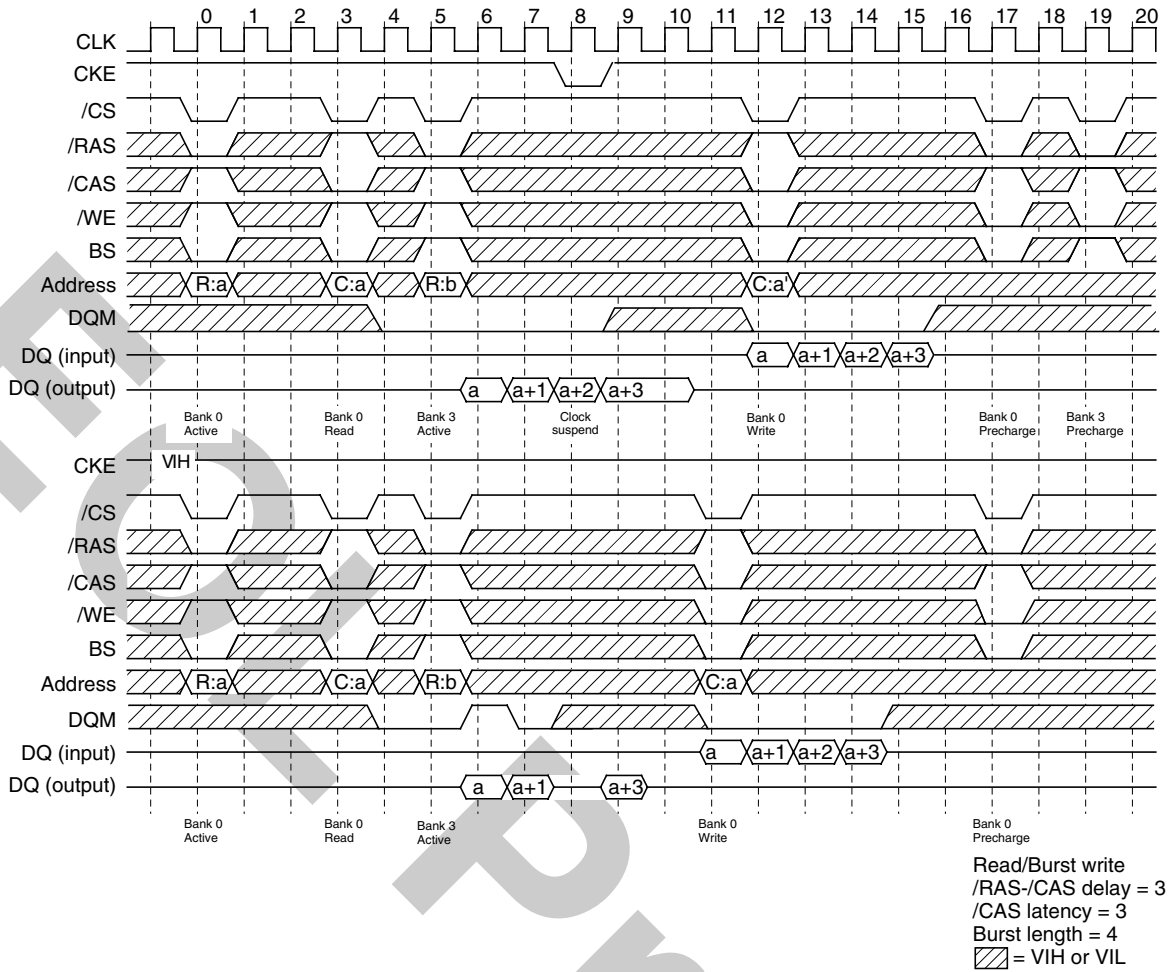 0 1 2 3 4 5 6 7 8 9 10 11 12 13 14 15 16 17 18 19 20
CLK
CKE
/CS
/RAS
/CAS
/WE
BS
Address R:a C:a R:b C:a'
DQM
DQ (input) a a+1 a+2 a+3
DQ (output) a a+1 a+2 a+3
Bank 0 Bank 0 Bank 3 Clock Bank 0 Bank 0 Bank 3
Active Read Active suspend Write Precharge Precharge
CKE VIH
/CS
/RAS
/CAS
/WE
BS
Address R:a C:a R:b C:a
DQM
DQ (input) a a+1 a+2 a+3
DQ (output) a a+1 a+3
Bank 0 Bank 0 Bank 3 Bank 0 Bank 0
Active Read Active Write Precharge
Read/Burst write
/RAS-/CAS delay = 3
/CAS latency = 3
Burst length = 4
= VIH or VIL